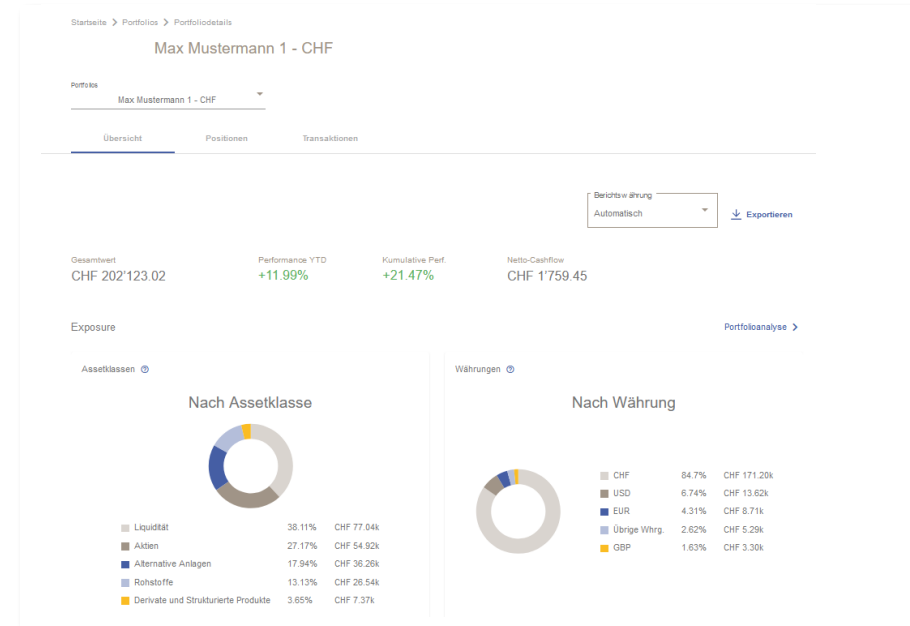 Startseite > Portfolios > Portfoliodetails
Max Mustermann 1 - CHF
Portfolios
Max Mustermann 1 - CHF
Übersicht Positionen Transaktionen
Berichtswährung
Automatisch
Exportieren
Gesamtwert Performance YTD Kumulative Perf. Netto-Cashflow
CHF 202'123.02 +11.99% +21.47% CHF 1'759.45
Exposure Portfolioanalyse >
Assetklassen
Nach Assetklasse
Liquidität 38.11% CHF 77.04k
Aktien 27.17% CHF 54.92k
Alternative Anlagen 17.94% CHF 36.26k
Rohstoffe 13.13% CHF 26.54k
Derivate und Strukturierte Produkte 3.65% CHF 7.37k
Währungen
Nach Währung
CHF 84.7% CHF 171.20k
USD 6.74% CHF 13.62k
EUR 4.31% CHF 8.71k
Übrige Whrg. 2.62% CHF 5.29k
GBP 1.63% CHF 3.30k